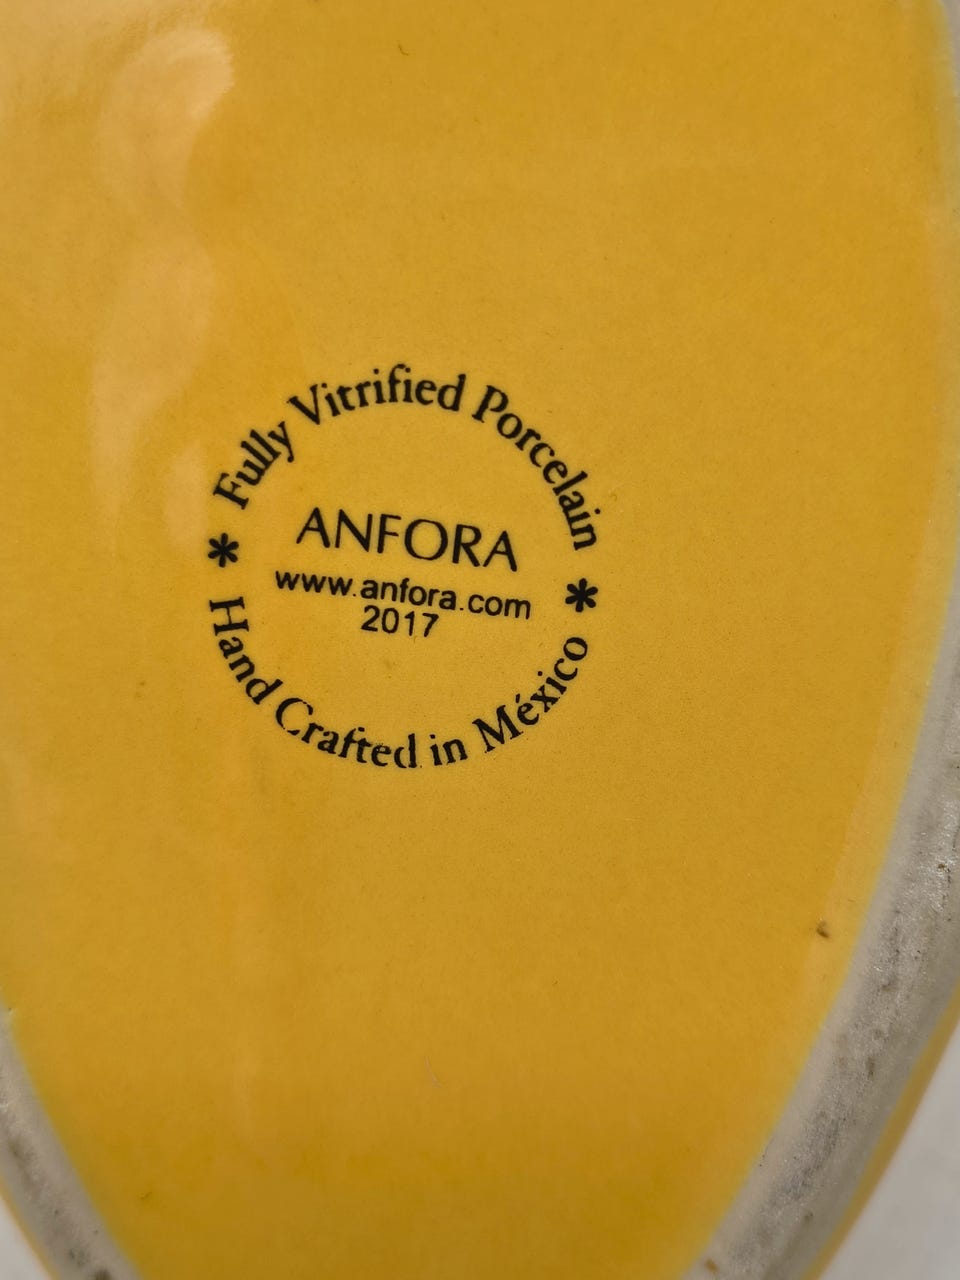 Fully Vitrified Porcelain
ANFORA
www.anfora.com
2017
* Hand Crafted in México *